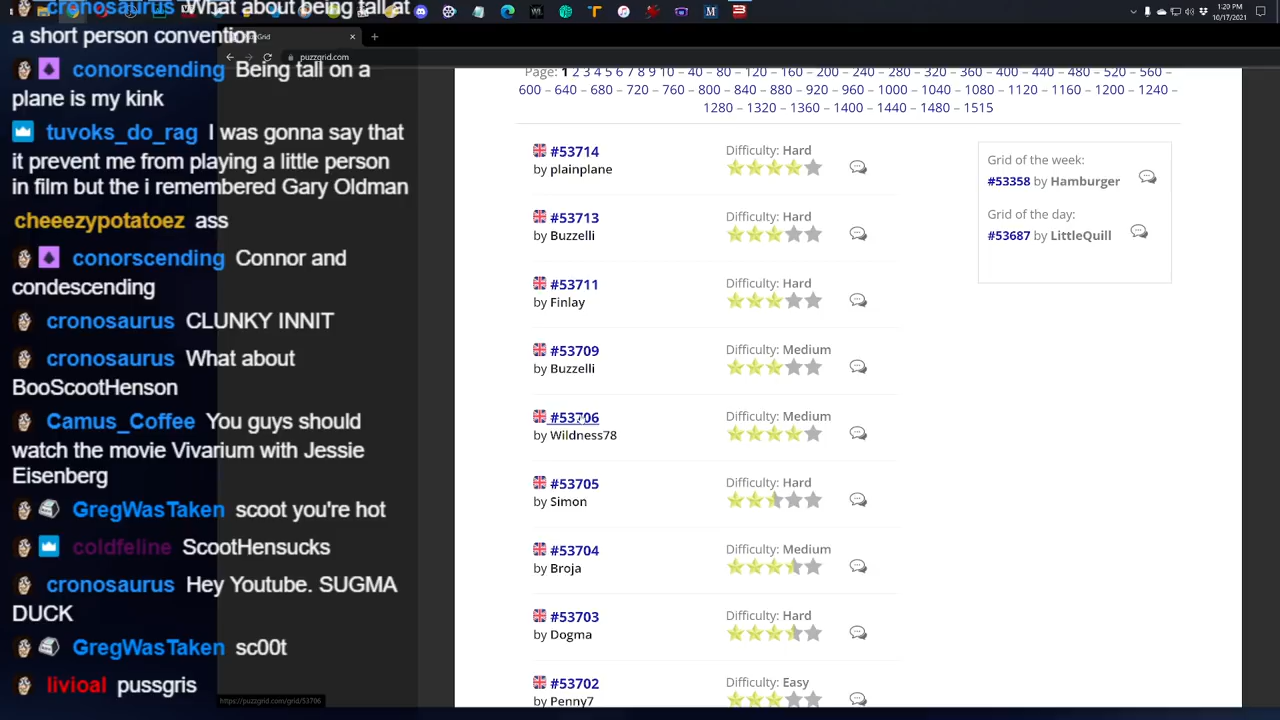 cronosaurus What about being tall at
a short person convention
conorscending Being tall on a
plane is my kink
tuvoks_do_rag I was gonna say that
it prevent me from playing a little person
in film but the i remembered Gary Oldman
cheeezypotatoez ass
conorscending Connor and
condescending
cronosaurus CLUNKY INNIT
cronosaurus What about
BooScootHenson
Camus_Coffee You guys should
watch the movie Vivarium with Jessie
Eisenberg
GregWasTaken scoot you're hot
coldfeline ScootHensucks
cronosaurus Hey Youtube. SUGMA
DUCK
GregWasTaken sc00t
livioal pussgris
1:20 PM
10/17/2021
puzzgrid.com
Page: 1 2 3 4 5 6 7 8 9 10 – 40 – 80 – 120 – 160 – 200 – 240 – 280 – 320 – 360 – 400 – 440 – 480 – 520 – 560 –
600 – 640 – 680 – 720 – 760 – 800 – 840 – 880 – 920 – 960 – 1000 – 1040 – 1080 – 1120 – 1160 – 1200 – 1240 –
1280 – 1320 – 1360 – 1400 – 1440 – 1480 – 1515
#53714 Difficulty: Hard
by plainplane
#53713 Difficulty: Hard
by Buzzelli
#53711 Difficulty: Hard
by Finlay
#53709 Difficulty: Medium
by Buzzelli
#53706 Difficulty: Medium
by Wildness78
#53705 Difficulty: Hard
by Simon
#53704 Difficulty: Medium
by Broja
#53703 Difficulty: Hard
by Dogma
#53702 Difficulty: Easy
by Penny7
Grid of the week:
#53358 by Hamburger
Grid of the day:
#53687 by LittleQuill
https://puzzgrid.com/grid/53706